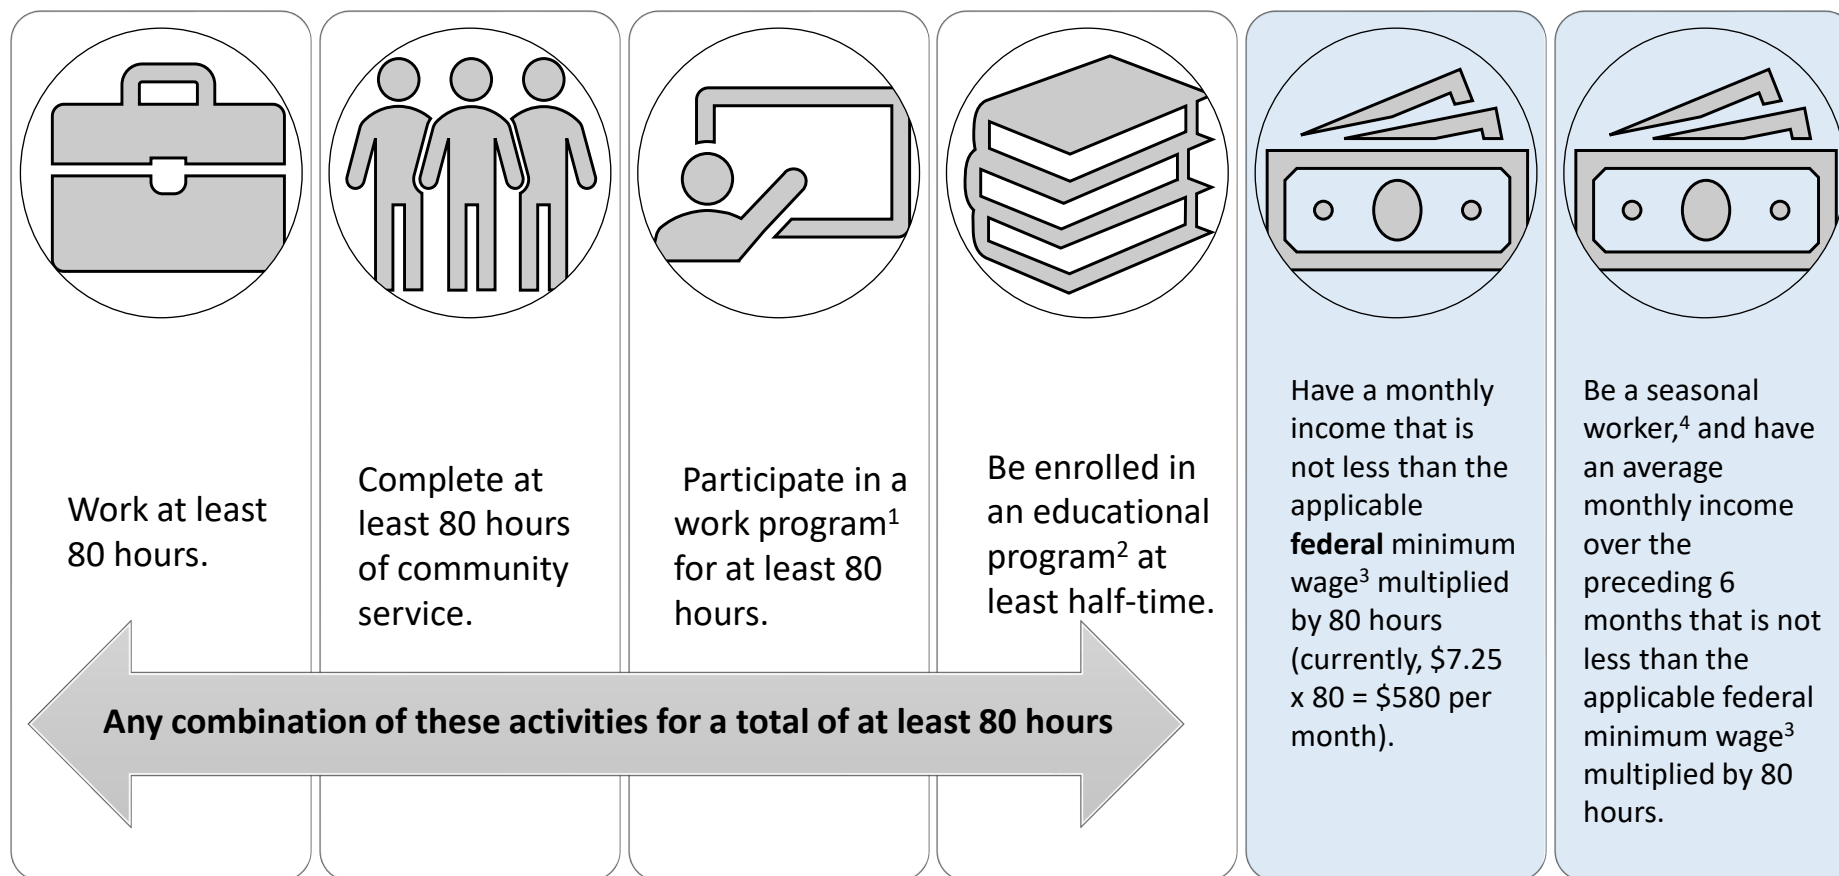 Work at least
80 hours.
Complete at
least 80 hours
of community
service.
Participate in a
work program1
for at least 80
hours.
Be enrolled in
an educational
program2 at
least half-time.
Any combination of these activities for a total of at least 80 hours
Have a monthly
income that is
not less than the
applicable
federal minimum
wage3 multiplied
by 80 hours
(currently, $7.25
x 80 = $580 per
month).
Be a seasonal
worker,4 and have
an average
monthly income
over the
preceding 6
months that is not
less than the
applicable federal
minimum wage3
multiplied by 80
hours.